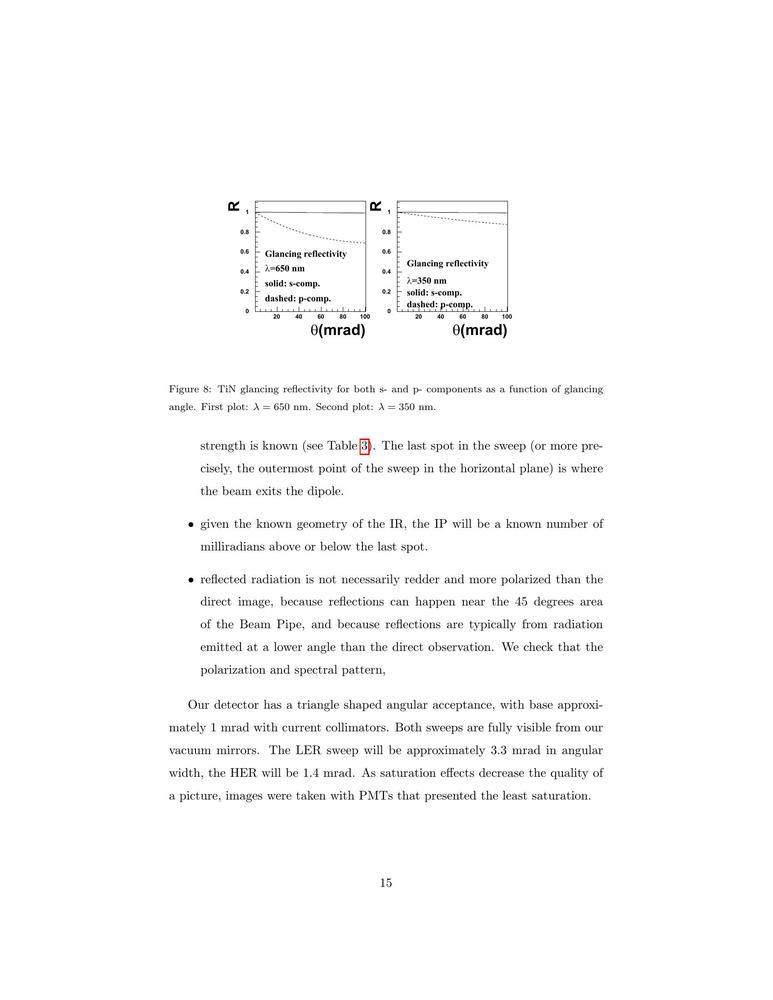 R
1
0.8
0.6
0.4
0.2
0
Glancing reflectivity
λ=650 nm
solid: s-comp.
dashed: p-comp.
20 40 60 80 100
θ(mrad)
R
1
0.8
0.6
0.4
0.2
0
Glancing reflectivity
λ=350 nm
solid: s-comp.
dashed: p-comp.
20 40 60 80 100
θ(mrad)
Figure 8: TiN glancing reflectivity for both s- and p- components as a function of glancing
angle. First plot: λ = 650 nm. Second plot: λ = 350 nm.
strength is known (see Table 3). The last spot in the sweep (or more pre-
cisely, the outermost point of the sweep in the horizontal plane) is where
the beam exits the dipole.
• given the known geometry of the IR, the IP will be a known number of
milliradians above or below the last spot.
• reflected radiation is not necessarily redder and more polarized than the
direct image, because reflections can happen near the 45 degrees area
of the Beam Pipe, and because reflections are typically from radiation
emitted at a lower angle than the direct observation. We check that the
polarization and spectral pattern,
Our detector has a triangle shaped angular acceptance, with base approxi-
mately 1 mrad with current collimators. Both sweeps are fully visible from our
vacuum mirrors. The LER sweep will be approximately 3.3 mrad in angular
width, the HER will be 1.4 mrad. As saturation effects decrease the quality of
a picture, images were taken with PMTs that presented the least saturation.
15